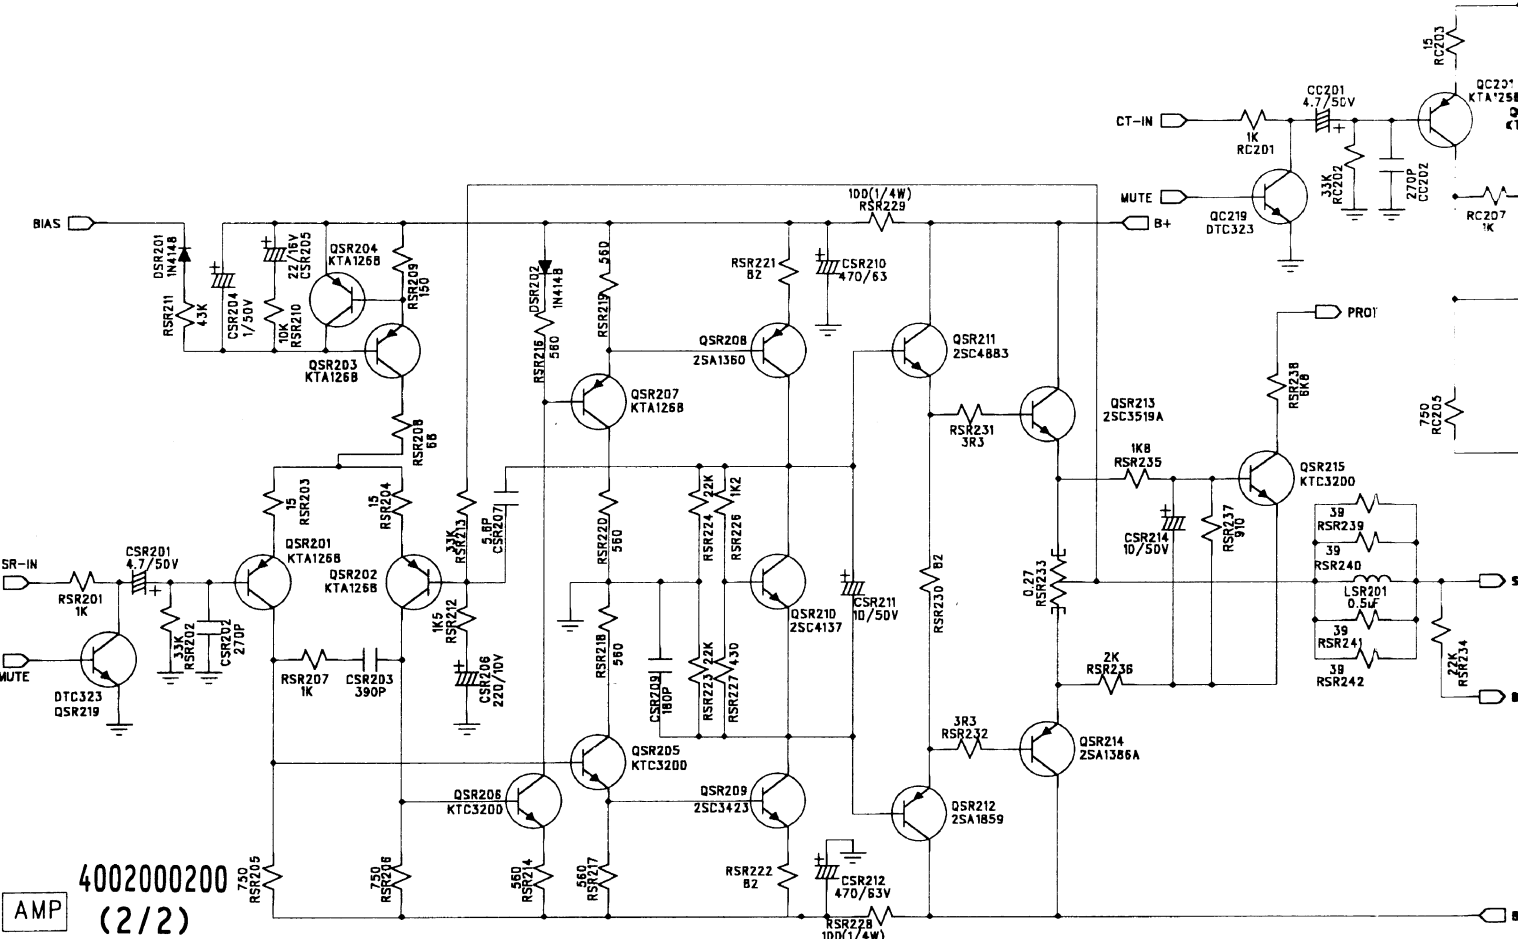 15
RC203
QC201
KTA1268
CC201
4.7/50V
CT-IN
1K
RC201
33K
RC202
270P
CC202
MUTE
QC219
DTC323
RC207
1K
100(1/4W)
RSR229
B+
BIAS
DSR201
1N4148
RSR211
43K
CSR204
1/50V
22/16V
CSR205
10K
RSR210
QSR204
KTA1268
RSR209
150
QSR203
KTA1268
DSR202
1N4148
RSR216
560
560
RSR219
RSR221
82
CSR210
470/63
QSR208
2SA1360
QSR211
2SC4883
PROT
RSR238
6K8
750
RC205
QSR207
KTA1268
QSR213
2SC3519A
RSR231
3R3
RSR208
68
1K8
RSR235
QSR215
KTC3200
15
RSR203
15
RSR204
33K
RSR213
5.6P
CSR207
RSR220
560
22K
RSR224
1K2
RSR226
CSR214
10/50V
RSR237
910
39
RSR239
39
RSR240
LSR201
0.5uF
39
RSR241
39
RSR242
22K
RSR234
SR-IN
RSR201
1K
CSR201
4.7/50V
QSR201
KTA1268
QSR202
KTA1268
33K
RSR202
CSR202
270P
1K5
RSR212
CSR206
220/10V
MUTE
DTC323
QSR219
RSR207
1K
CSR203
390P
RSR218
560
CSR209
180P
22K
RSR223
430
RSR227
QSR210
2SC4137
CSR211
10/50V
82
RSR230
0.27
RSR233
2K
RSR236
3R3
RSR232
QSR214
2SA1386A
QSR205
KTC3200
QSR206
KTC3200
QSR209
2SC3423
QSR212
2SA1859
750
RSR205
750
RSR206
560
RSR214
560
RSR217
RSR222
82
CSR212
470/63V
RSR228
100(1/4W)
4002000200
AMP
(2/2)